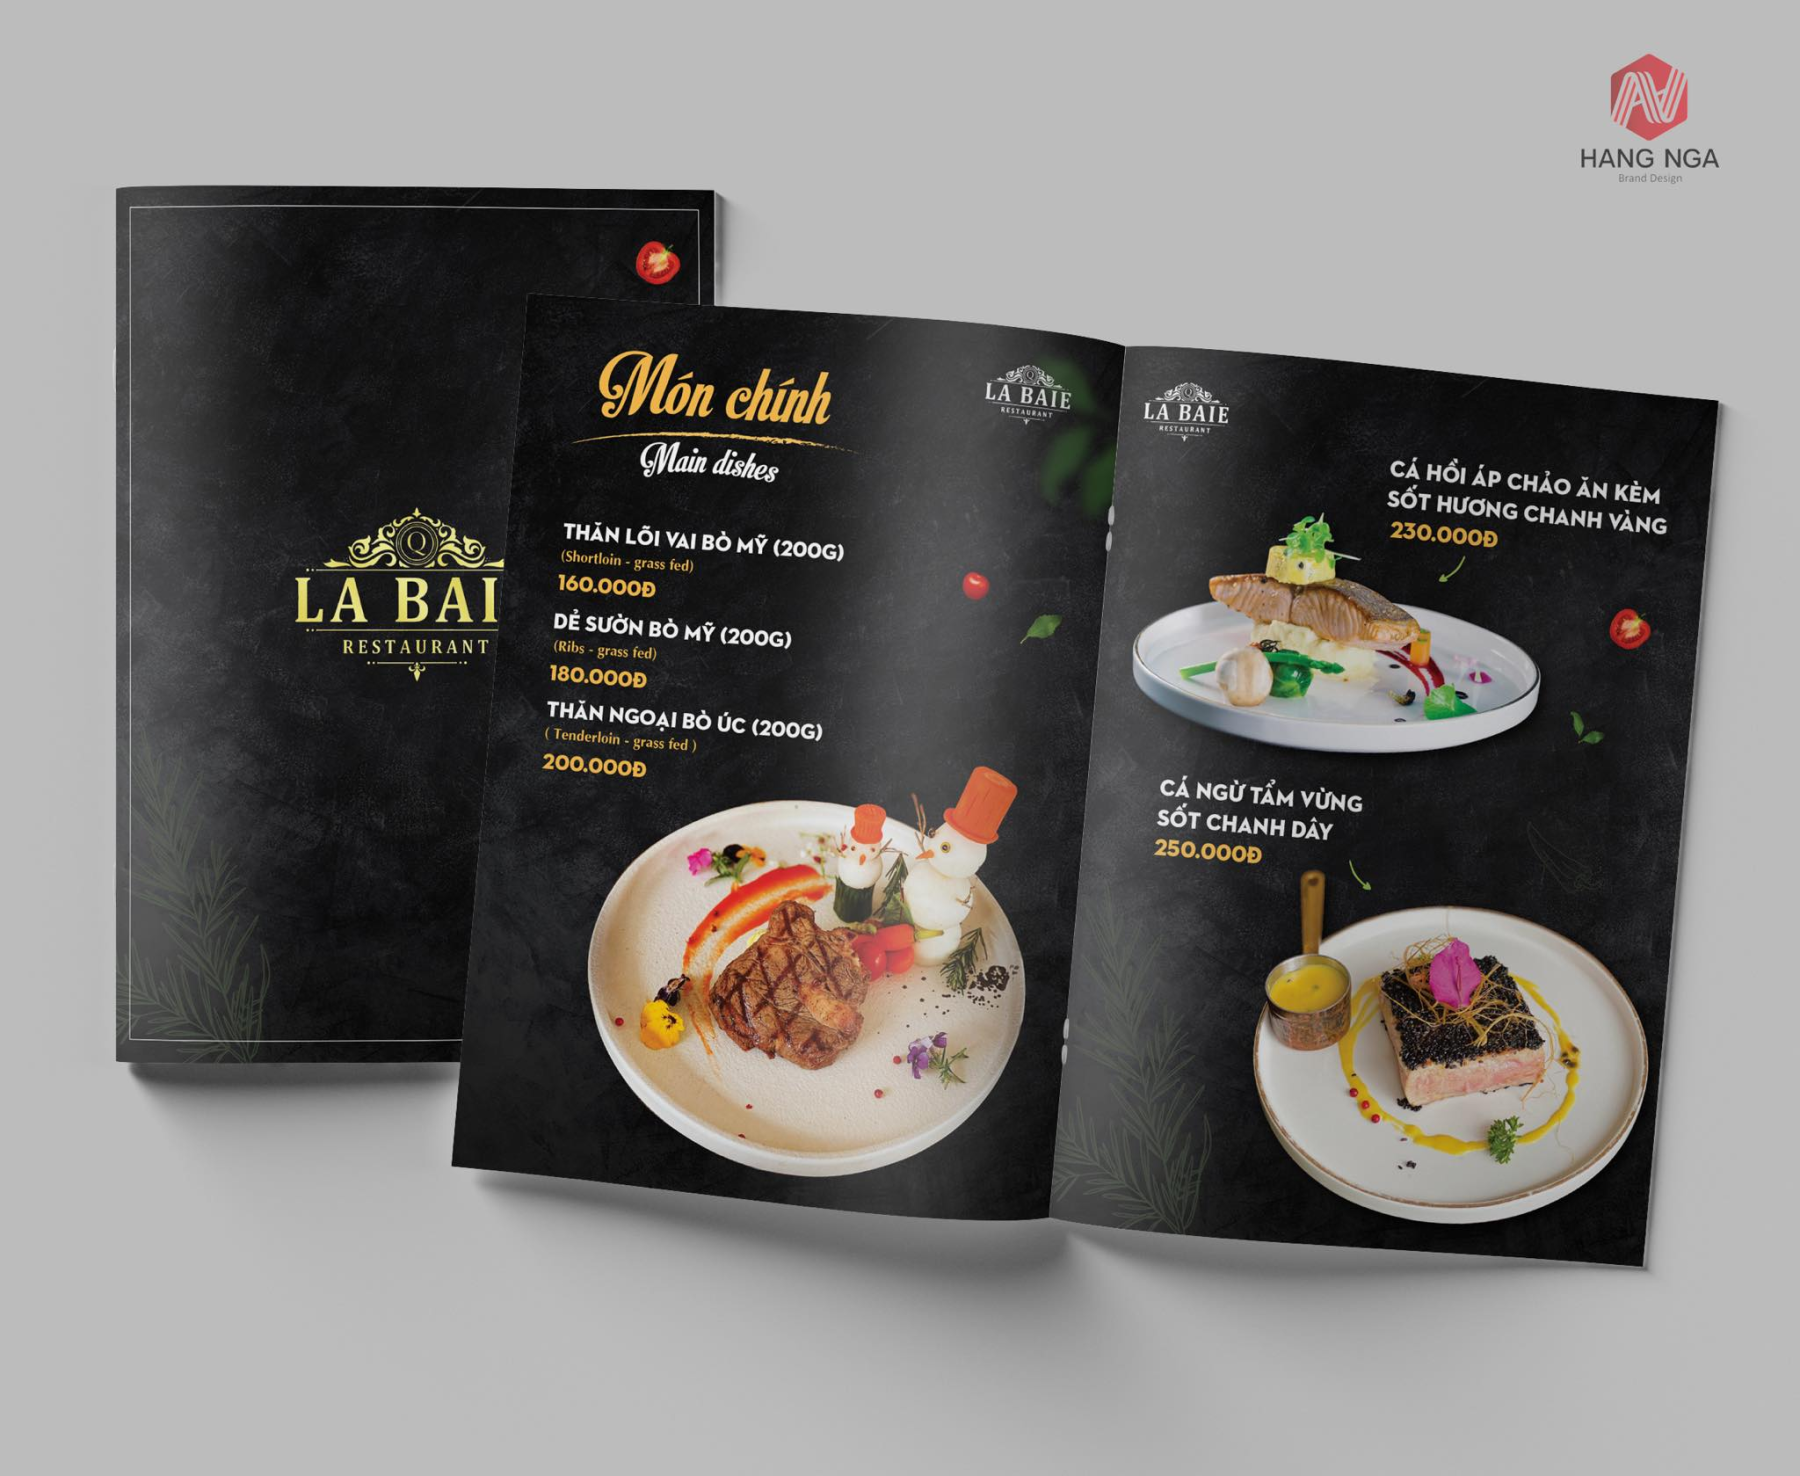 HANG NGA
Brand Design
Q
LA BAI
RESTAURANT
Món chính
Main dishes
LA BAIE
RESTAURANT
THĂN LÕI VAI BÒ MỸ (200G)
(Shortloin - grass fed)
160.000Đ
DẺ SƯỜN BÒ MỸ (200G)
(Ribs - grass fed)
180.000Đ
THĂN NGOẠI BÒ ÚC (200G)
( Tenderloin - grass fed )
200.000Đ
LA BAIE
RESTAURANT
CÁ HỒI ÁP CHẢO ĂN KÈM
SỐT HƯƠNG CHANH VÀNG
230.000Đ
CÁ NGỪ TẨM VỪNG
SỐT CHANH DÂY
250.000Đ